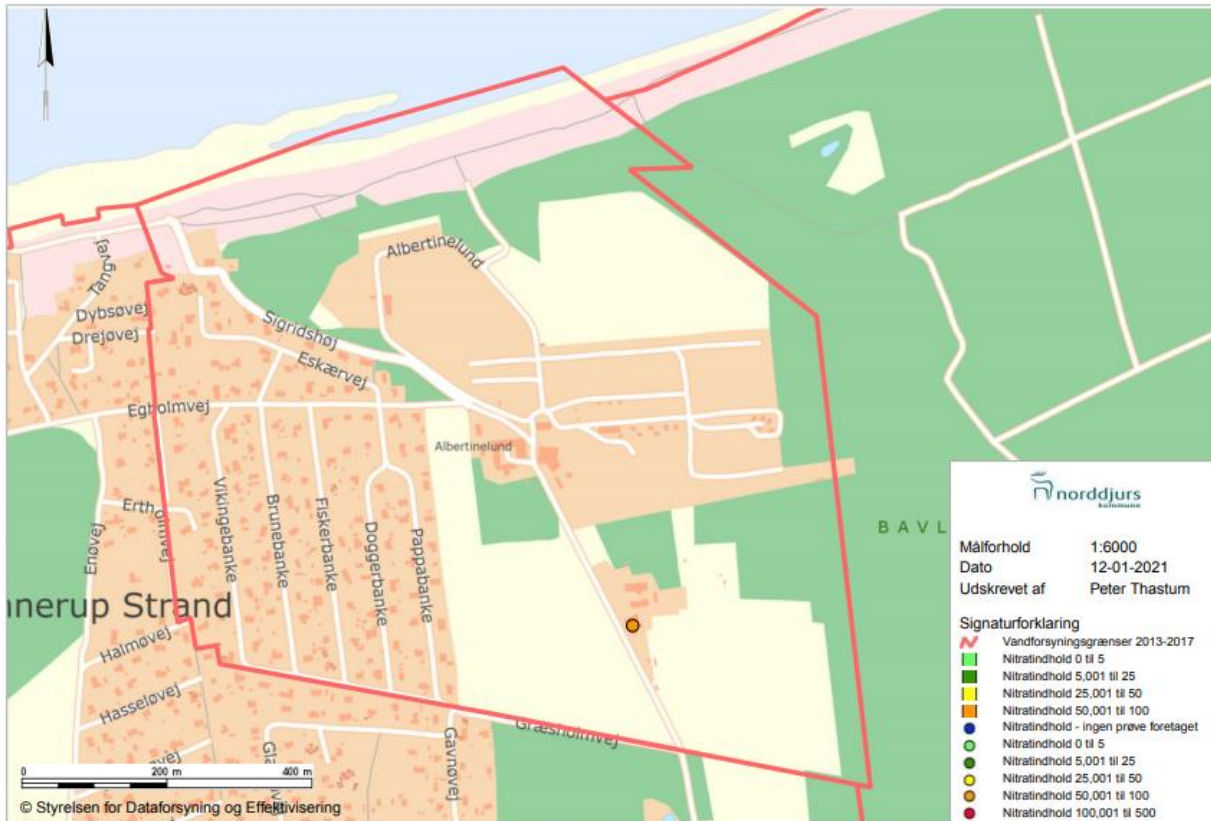 Albertinelund
Tangvej
Dybsøvej
Drejøvej
Sigridshøj
Eskærvej
Egholmvej
Albertinelund
Ertholmvej
Enøvej
Vikingebanke
Brunebanke
Fiskerbanke
Doggerbanke
Pappabanke
nnerup Strand
Halmøvej
Hasseløvej
Græsholmvej
Gavnøvej
BAVL
norddjurs
kommune
Målforhold 1:6000
Dato 12-01-2021
Udskrevet af Peter Thastum
Signaturforklaring
Vandforsyningsgrænser 2013-2017
Nitratindhold 0 til 5
Nitratindhold 5,001 til 25
Nitratindhold 25,001 til 50
Nitratindhold 50,001 til 100
Nitratindhold - ingen prøve foretaget
Nitratindhold 0 til 5
Nitratindhold 5,001 til 25
Nitratindhold 25,001 til 50
Nitratindhold 50,001 til 100
Nitratindhold 100,001 til 500
0 200 m 400 m
© Styrelsen for Dataforsyning og Effektivisering